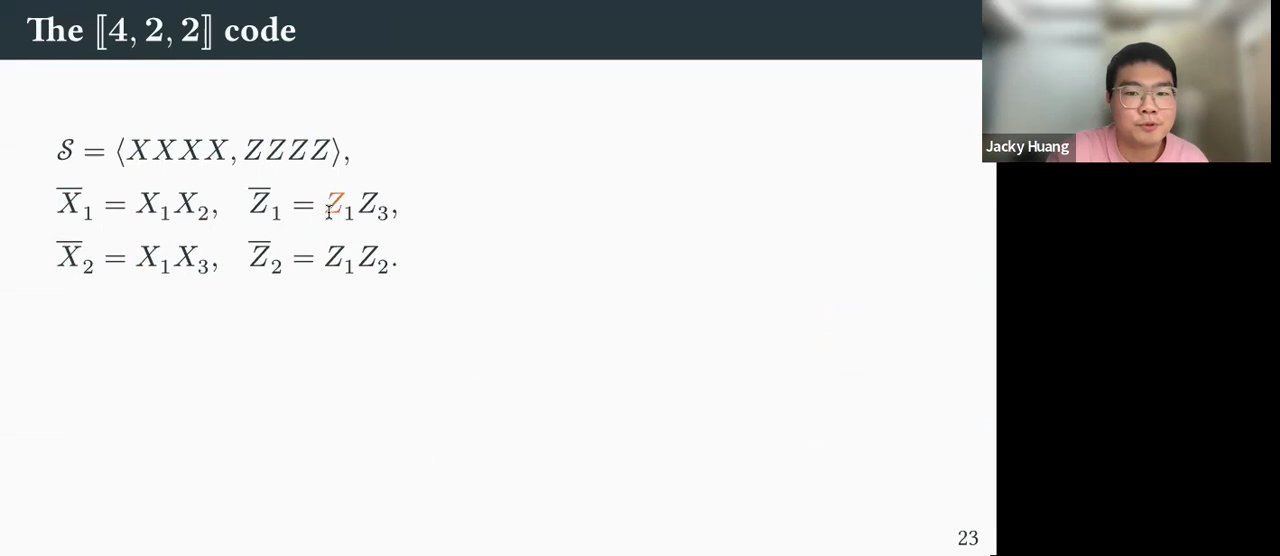 The ⟦4, 2, 2⟧ code
𝒮 = ⟨XXXX, ZZZZ⟩,
X̅₁ = X₁X₂, Z̅₁ = Z₁Z₃,
X̅₂ = X₁X₃, Z̅₂ = Z₁Z₂.
23
Jacky Huang